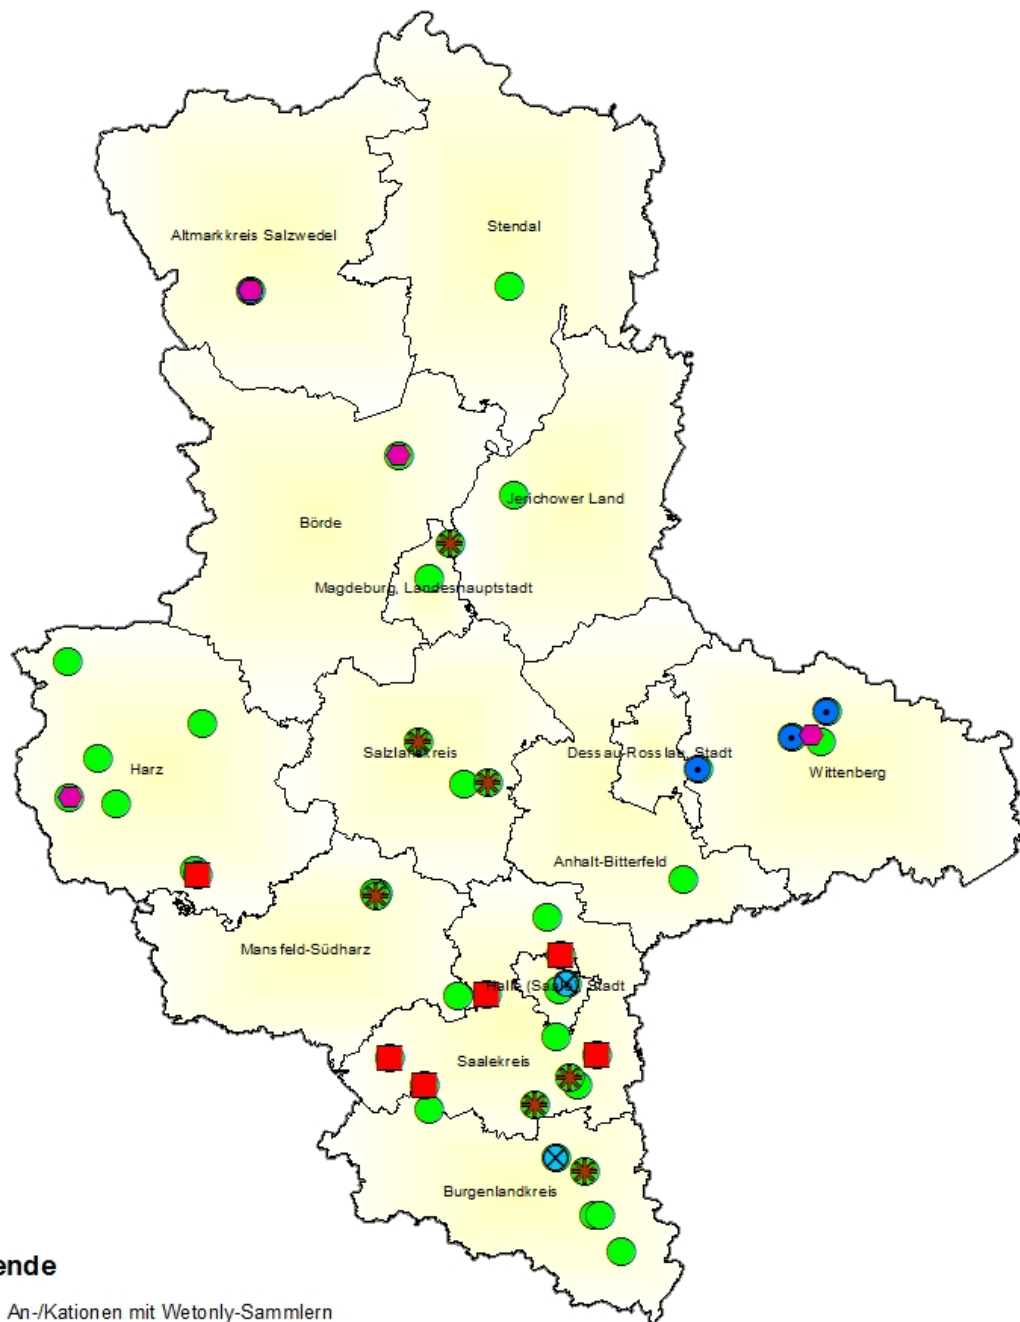 Altmarkkreis Salzwedel
Stendal
Jerichower Land
Börde
Magdeburg, Landeshauptstadt
Salzlandkreis
Dessau-Rosslau, Stadt
Harz
Wittenberg
Anhalt-Bitterfeld
Mansfeld-Südharz
Halle (Saale), Stadt
Saalekreis
Burgenlandkreis
ende
An-/Kationen mit Wetonly-Sammlern